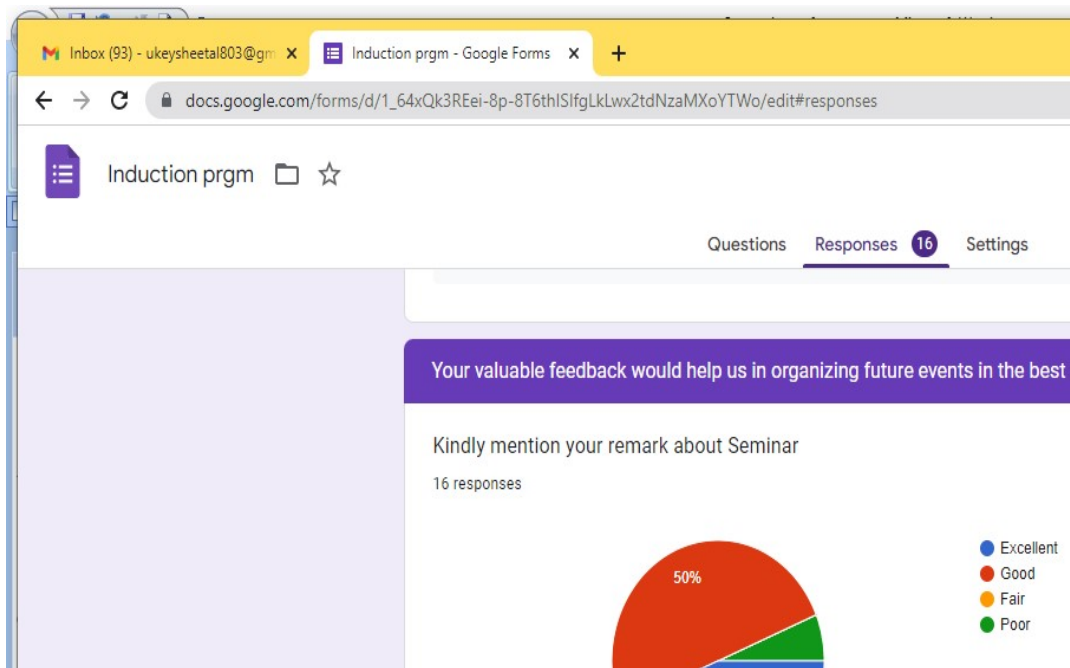 Inbox (93) - ukeysheetal803@gm
Induction prgm - Google Forms
docs.google.com/forms/d/1_64xQk3REei-8p-8T6thISIfgLkLwx2tdNzaMXoYTWo/edit#responses
Induction prgm
Questions Responses 16 Settings
Your valuable feedback would help us in organizing future events in the best
Kindly mention your remark about Seminar
16 responses
50%
Excellent
Good
Fair
Poor